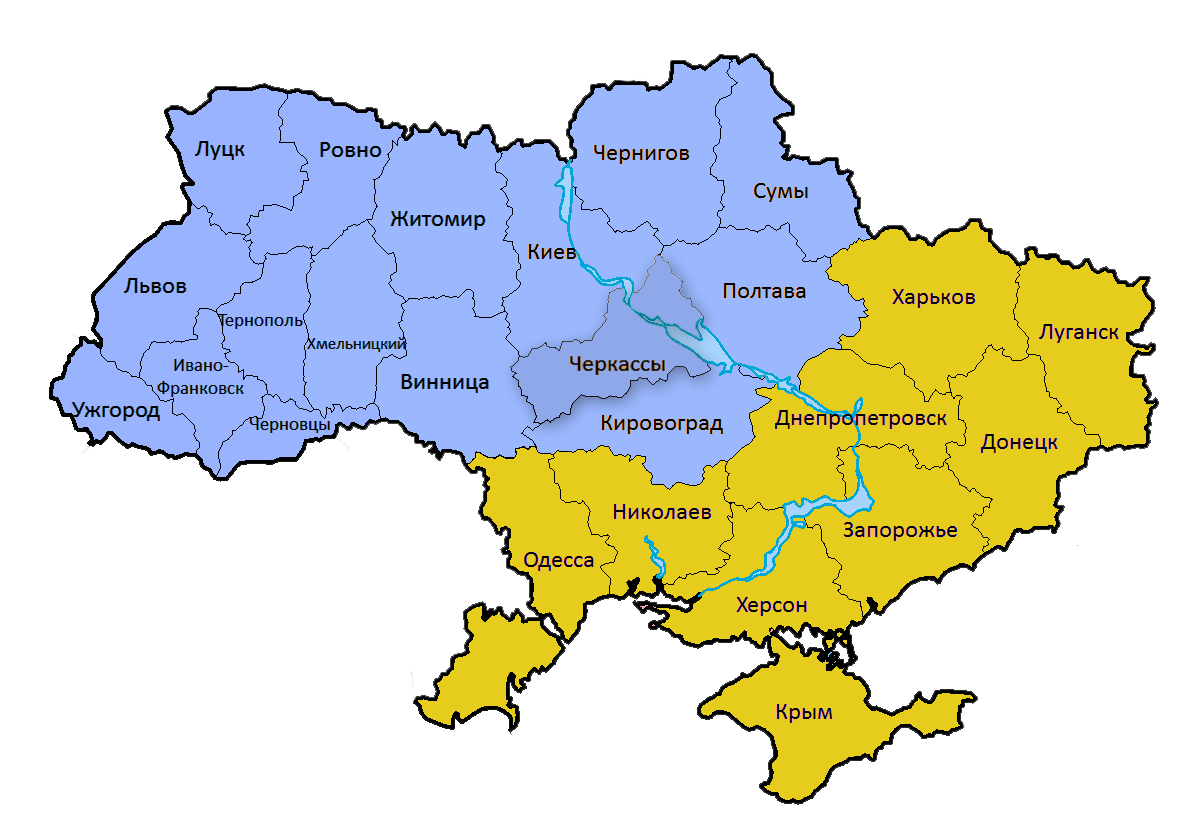 Луцк
Ровно
Чернигов
Сумы
Житомир
Киев
Львов
Тернополь
Хмельницкий
Полтава
Харьков
Луганск
Ивано-
Франковск
Ужгород
Черновцы
Винница
Черкассы
Кировоград
Днепропетровск
Донецк
Николаев
Запорожье
Одесса
Херсон
Крым